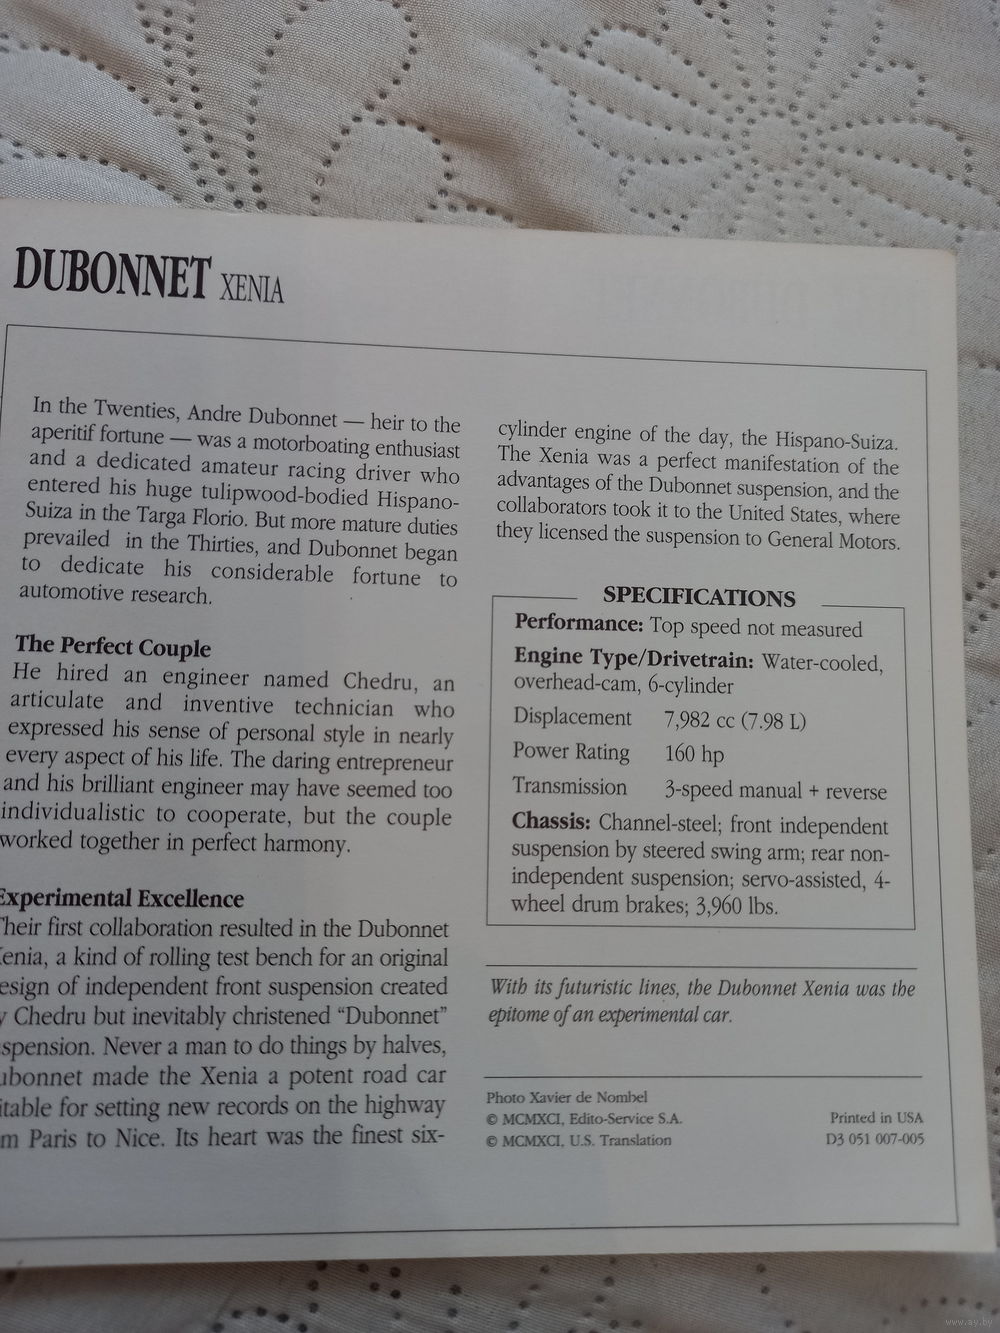 DUBONNET XENIA
In the Twenties, Andre Dubonnet — heir to the
aperitif fortune — was a motorboating enthusiast
and a dedicated amateur racing driver who
entered his huge tulipwood-bodied Hispano-
Suiza in the Targa Florio. But more mature duties
prevailed in the Thirties, and Dubonnet began
to dedicate his considerable fortune to
automotive research.
The Perfect Couple
He hired an engineer named Chedru, an
articulate and inventive technician who
expressed his sense of personal style in nearly
every aspect of his life. The daring entrepreneur
and his brilliant engineer may have seemed too
individualistic to cooperate, but the couple
worked together in perfect harmony.
Experimental Excellence
Their first collaboration resulted in the Dubonnet
Xenia, a kind of rolling test bench for an original
esign of independent front suspension created
y Chedru but inevitably christened “Dubonnet”
spension. Never a man to do things by halves,
ubonnet made the Xenia a potent road car
itable for setting new records on the highway
m Paris to Nice. Its heart was the finest six-
cylinder engine of the day, the Hispano-Suiza.
The Xenia was a perfect manifestation of the
advantages of the Dubonnet suspension, and the
collaborators took it to the United States, where
they licensed the suspension to General Motors.
SPECIFICATIONS
Performance: Top speed not measured
Engine Type/Drivetrain: Water-cooled,
overhead-cam, 6-cylinder
Displacement 7,982 cc (7.98 L)
Power Rating 160 hp
Transmission 3-speed manual + reverse
Chassis: Channel-steel; front independent
suspension by steered swing arm; rear non-
independent suspension; servo-assisted, 4-
wheel drum brakes; 3,960 lbs.
With its futuristic lines, the Dubonnet Xenia was the
epitome of an experimental car.
Photo Xavier de Nombel
© MCMXCI, Edito-Service S.A.
© MCMXCI, U.S. Translation
Printed in USA
D3 051 007-005
www.ay.by